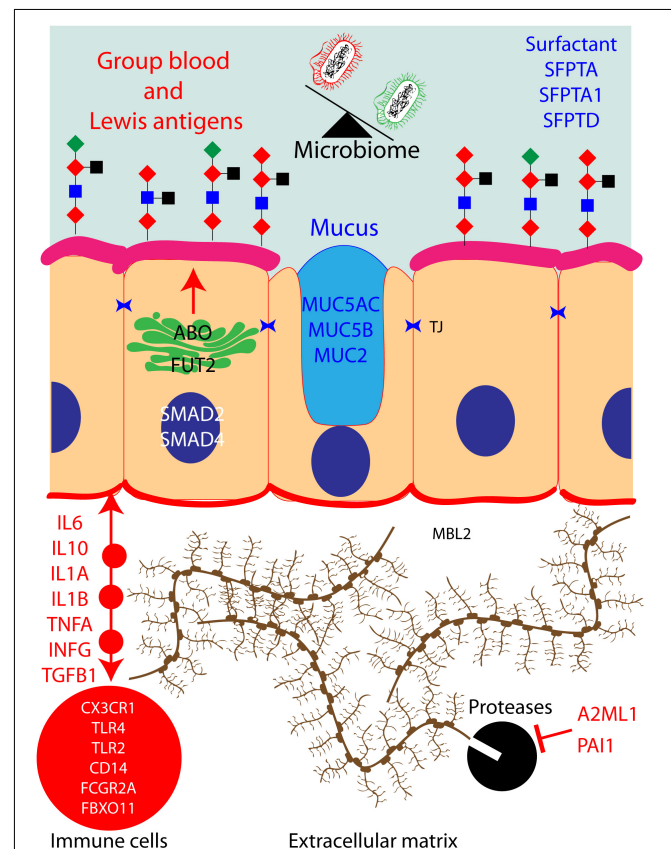 Group blood
and
Lewis antigens
Surfactant
SFPTA
SFPTA1
SFPTD
Microbiome
Mucus
MUC5AC
MUC5B
MUC2
TJ
ABO
FUT2
SMAD2
SMAD4
IL6
IL10
IL1A
IL1B
TNFA
INFG
TGFB1
MBL2
CX3CR1
TLR4
TLR2
CD14
FCGR2A
FBXO11
Immune cells
Proteases
A2ML1
PAI1
Extracellular matrix